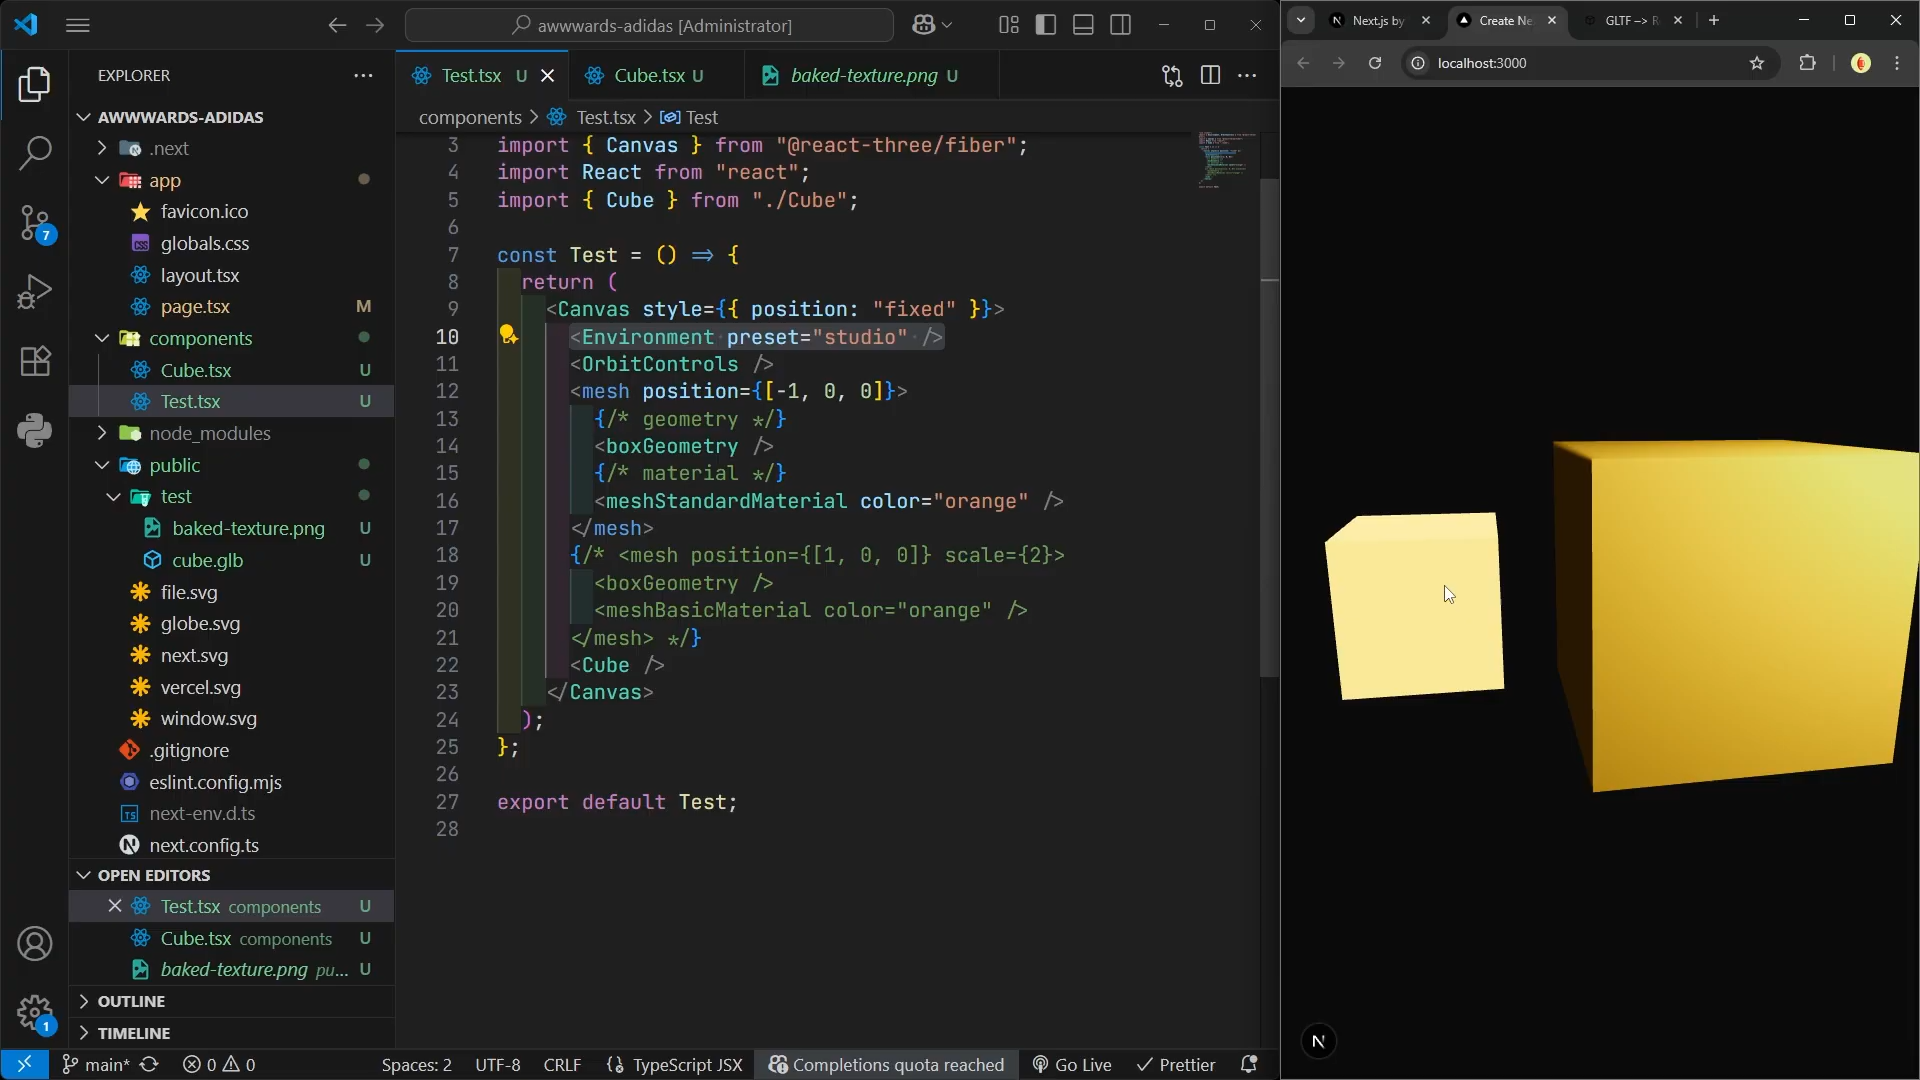 awwwards-adidas [Administrator]
EXPLORER
AWWWARDS-ADIDAS
.next
app
favicon.ico
globals.css
layout.tsx
page.tsx M
components
Cube.tsx U
Test.tsx U
node_modules
public
test
baked-texture.png U
cube.glb U
file.svg
globe.svg
next.svg
vercel.svg
window.svg
.gitignore
eslint.config.mjs
next-env.d.ts
next.config.ts
OPEN EDITORS
Test.tsx components U
Cube.tsx components U
baked-texture.png pu... U
OUTLINE
TIMELINE
7
1
Test.tsx U
Cube.tsx U
baked-texture.png U
components > Test.tsx > Test
3 import { Canvas } from "@react-three/fiber";
4 import React from "react";
5 import { Cube } from "./Cube";
6
7 const Test = () => {
8 return (
9 <Canvas style={{ position: "fixed" }}>
10 <Environment preset="studio" />
11 <OrbitControls />
12 <mesh position={[-1, 0, 0]}>
13 {/* geometry */}
14 <boxGeometry />
15 {/* material */}
16 <meshStandardMaterial color="orange" />
17 </mesh>
18 {/* <mesh position={[1, 0, 0]} scale={2}>
19 <boxGeometry />
20 <meshBasicMaterial color="orange" />
21 </mesh> */}
22 <Cube />
23 </Canvas>
24 );
25 };
26
27 export default Test;
28
main* 0 0 Spaces: 2 UTF-8 CRLF TypeScript JSX Completions quota reached Go Live Prettier
Next.js by
Create Ne
GLTF -> R
localhost:3000
N